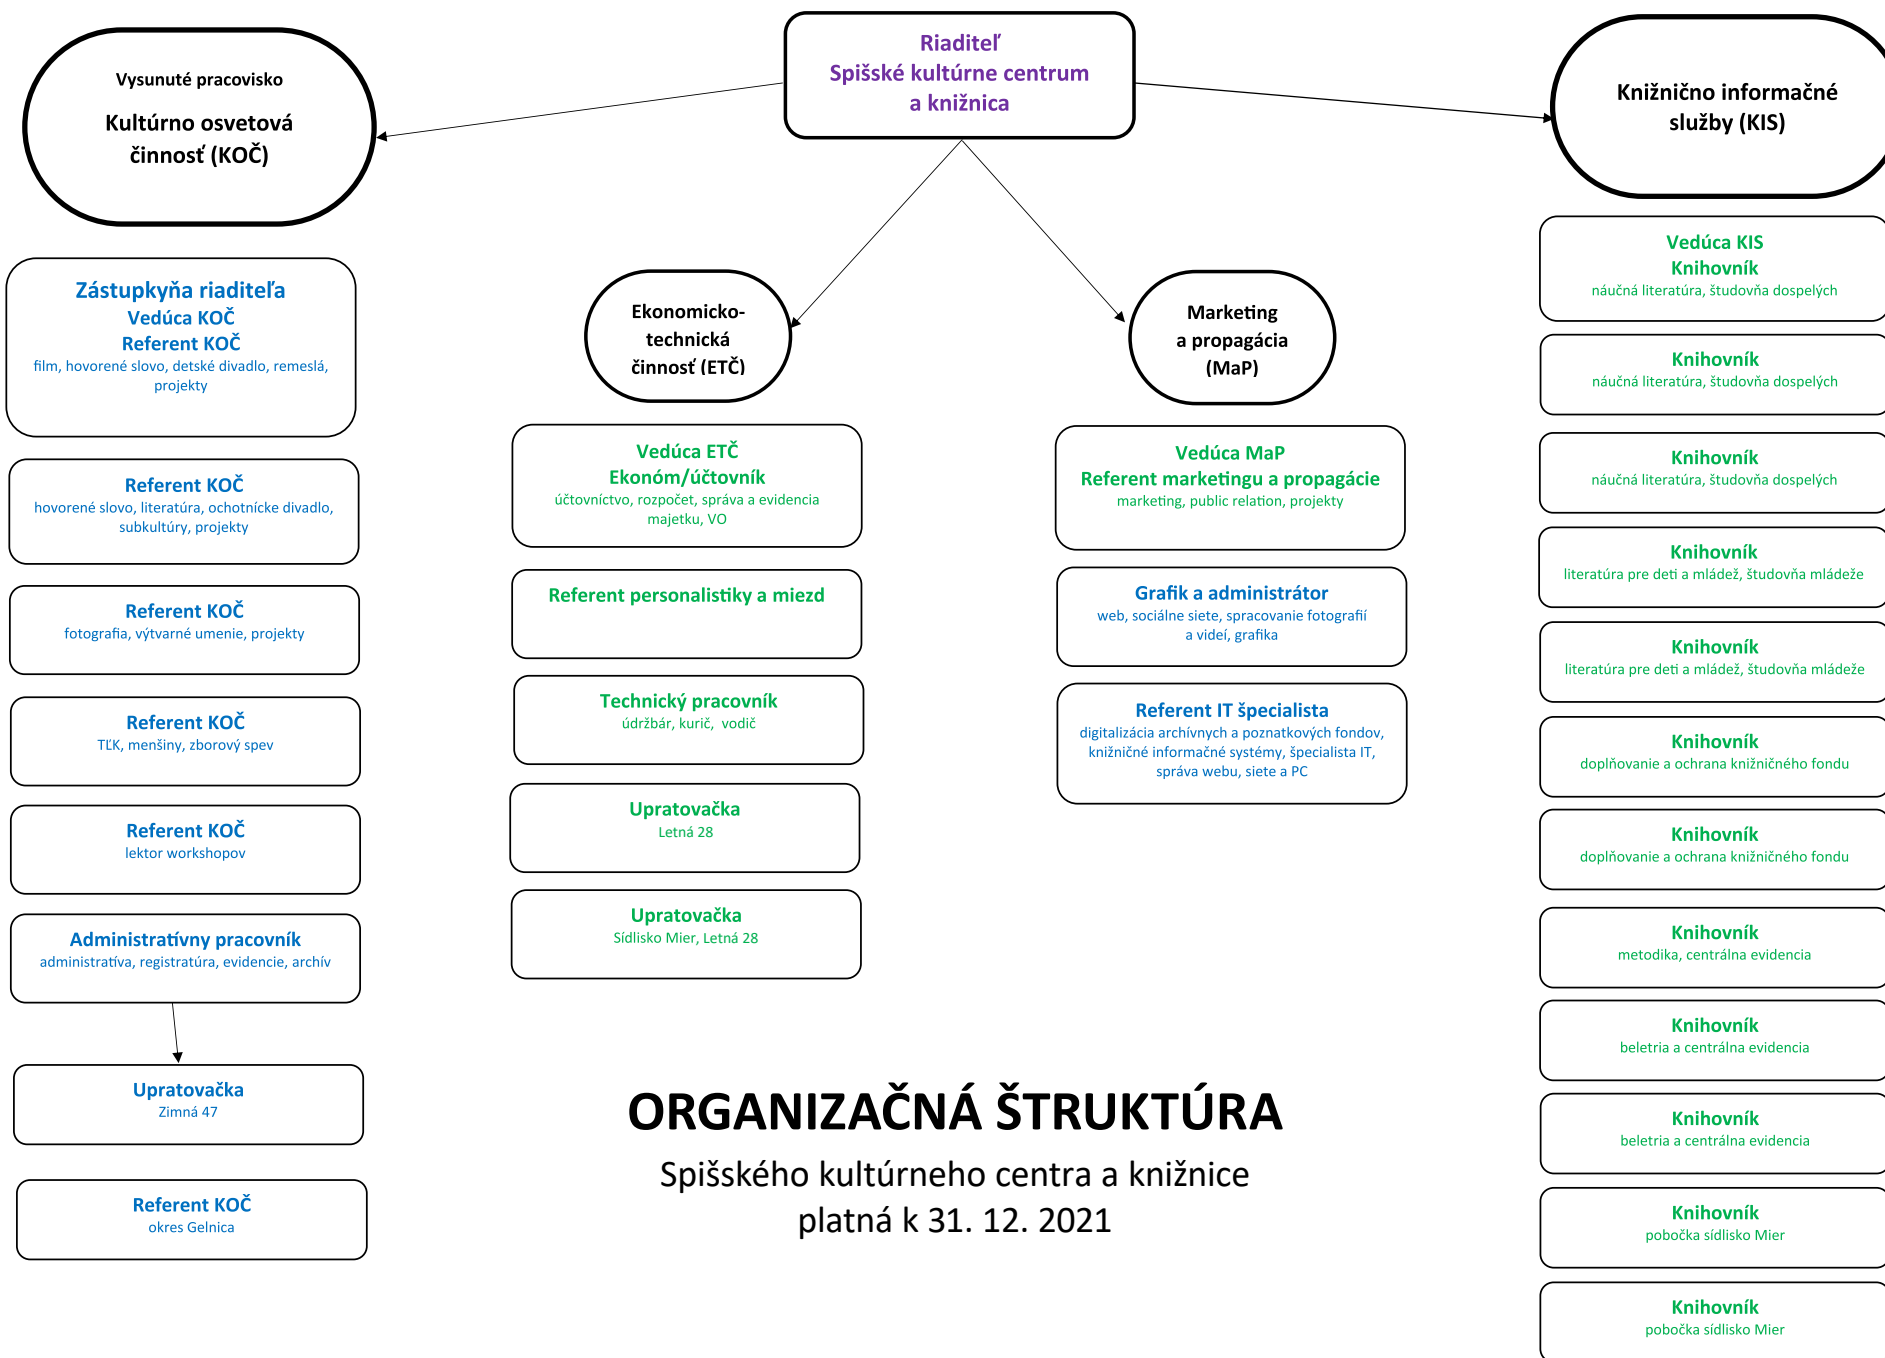 Riaditeľ
Spišské kultúrne centrum
a knižnica
Vysunuté pracovisko
Kultúrno osvetová
činnosť (KOČ)
Zástupkyňa riaditeľa
Vedúca KOČ
Referent KOČ
film, hovorené slovo, detské divadlo, remeslá,
projekty
Referent KOČ
hovorené slovo, literatúra, ochotnícke divadlo,
subkultúry, projekty
Referent KOČ
fotografia, výtvarné umenie, projekty
Referent KOČ
TĽK, menšiny, zborový spev
Referent KOČ
lektor workshopov
Administratívny pracovník
administratíva, registratúra, evidencie, archív
Upratovačka
Zimná 47
Referent KOČ
okres Gelnica
Ekonomicko-
technická
činnosť (ETČ)
Vedúca ETČ
Ekonóm/účtovník
účtovníctvo, rozpočet, správa a evidencia
majetku, VO
Referent personalistiky a miezd
Technický pracovník
údržbár, kurič, vodič
Upratovačka
Letná 28
Upratovačka
Sídlisko Mier, Letná 28
Marketing
a propagácia
(MaP)
Vedúca MaP
Referent marketingu a propagácie
marketing, public relation, projekty
Grafik a administrátor
web, sociálne siete, spracovanie fotografií
a videí, grafika
Referent IT špecialista
digitalizácia archívnych a poznatkových fondov,
knižničné informačné systémy, špecialista IT,
správa webu, siete a PC
Knižnično informačné
služby (KIS)
Vedúca KIS
Knihovník
náučná literatúra, študovňa dospelých
Knihovník
náučná literatúra, študovňa dospelých
Knihovník
náučná literatúra, študovňa dospelých
Knihovník
literatúra pre deti a mládež, študovňa mládeže
Knihovník
literatúra pre deti a mládež, študovňa mládeže
Knihovník
doplňovanie a ochrana knižničného fondu
Knihovník
doplňovanie a ochrana knižničného fondu
Knihovník
metodika, centrálna evidencia
Knihovník
beletria a centrálna evidencia
Knihovník
beletria a centrálna evidencia
Knihovník
pobočka sídlisko Mier
Knihovník
pobočka sídlisko Mier
ORGANIZAČNÁ ŠTRUKTÚRA
Spišského kultúrneho centra a knižnice
platná k 31. 12. 2021